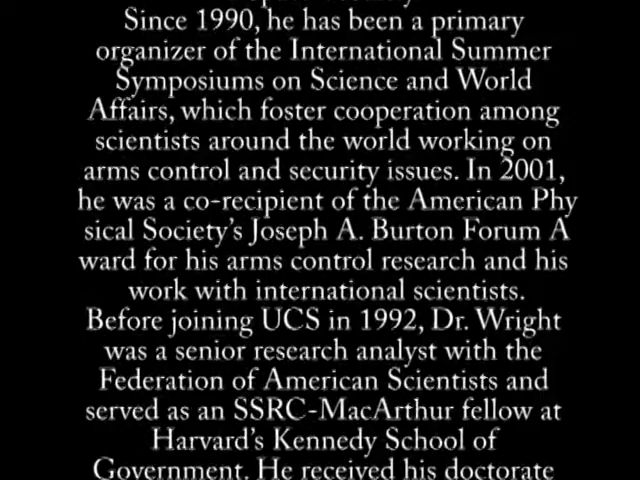 Since 1990, he has been a primary
organizer of the International Summer
Symposiums on Science and World
Affairs, which foster cooperation among
scientists around the world working on
arms control and security issues. In 2001,
he was a co-recipient of the American Phy
sical Society's Joseph A. Burton Forum A
ward for his arms control research and his
work with international scientists.
Before joining UCS in 1992, Dr. Wright
was a senior research analyst with the
Federation of American Scientists and
served as an SSRC-MacArthur fellow at
Harvard's Kennedy School of
Government. He received his doctorate